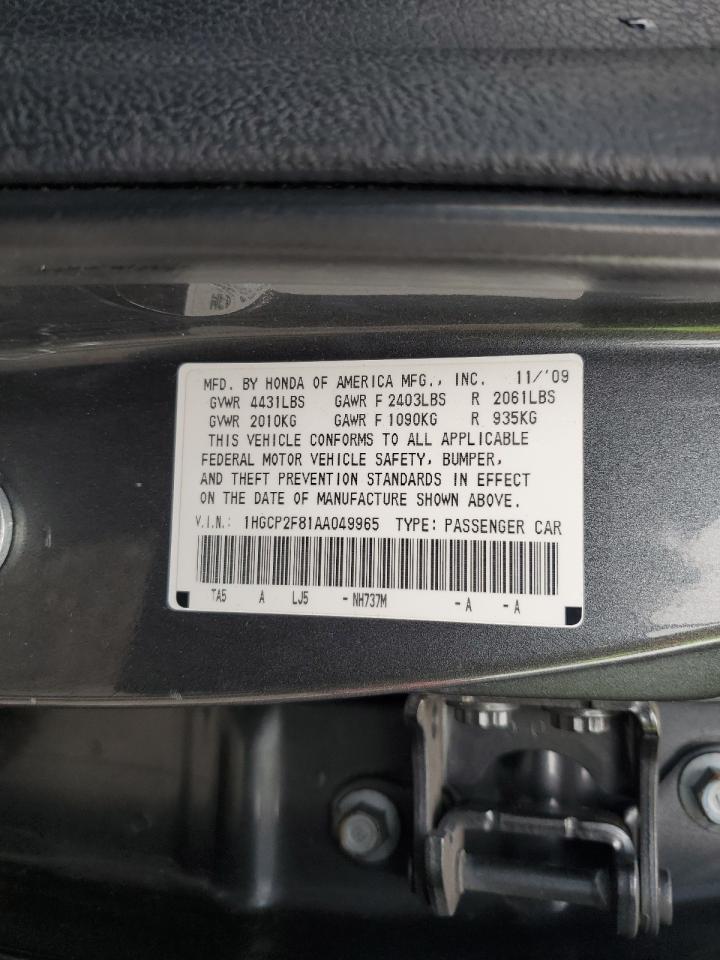 MFD. BY HONDA OF AMERICA MFG., INC. 11/'09
GVWR 4431LBS GAWR F 2403LBS R 2061LBS
GVWR 2010KG GAWR F 1090KG R 935KG
THIS VEHICLE CONFORMS TO ALL APPLICABLE
FEDERAL MOTOR VEHICLE SAFETY, BUMPER,
AND THEFT PREVENTION STANDARDS IN EFFECT
ON THE DATE OF MANUFACTURE SHOWN ABOVE.
V.I.N.: 1HGCP2F81AA049965 TYPE: PASSENGER CAR
TA5 A LJ5 - NH737M - A - A